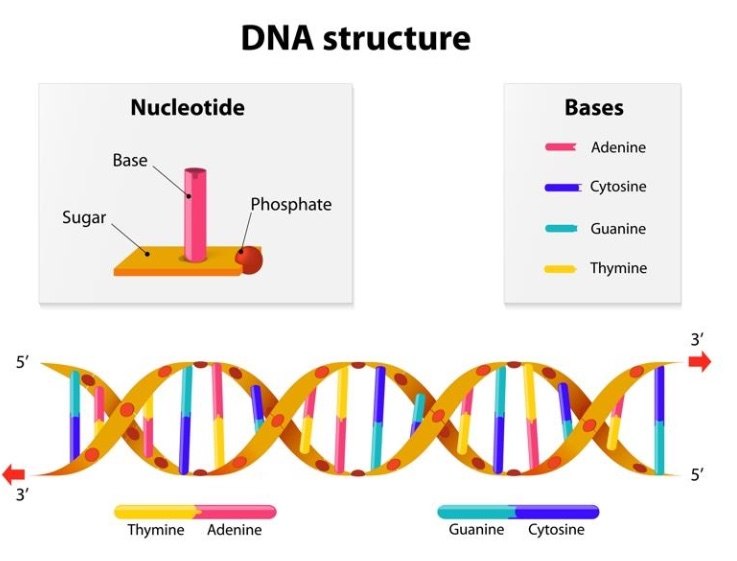 DNA structure
Nucleotide
Base
Sugar
Phosphate
Bases
Adenine
Cytosine
Guanine
Thymine
5′
3′
3′
5′
Thymine Adenine
Guanine Cytosine